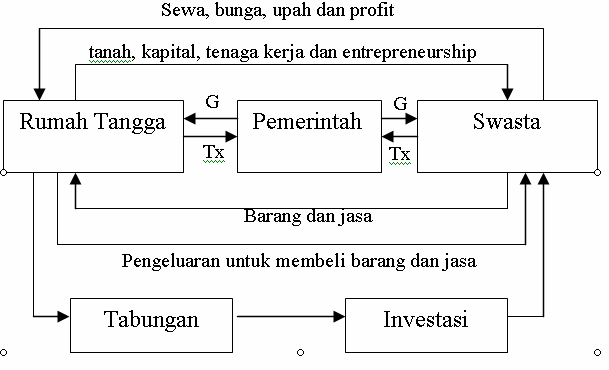 Sewa, bunga, upah dan profit
tanah, kapital, tenaga kerja dan entrepreneurship
G
G
Rumah Tangga
Pemerintah
Swasta
Tx
Tx
Barang dan jasa
Pengeluaran untuk membeli barang dan jasa
Tabungan
Investasi